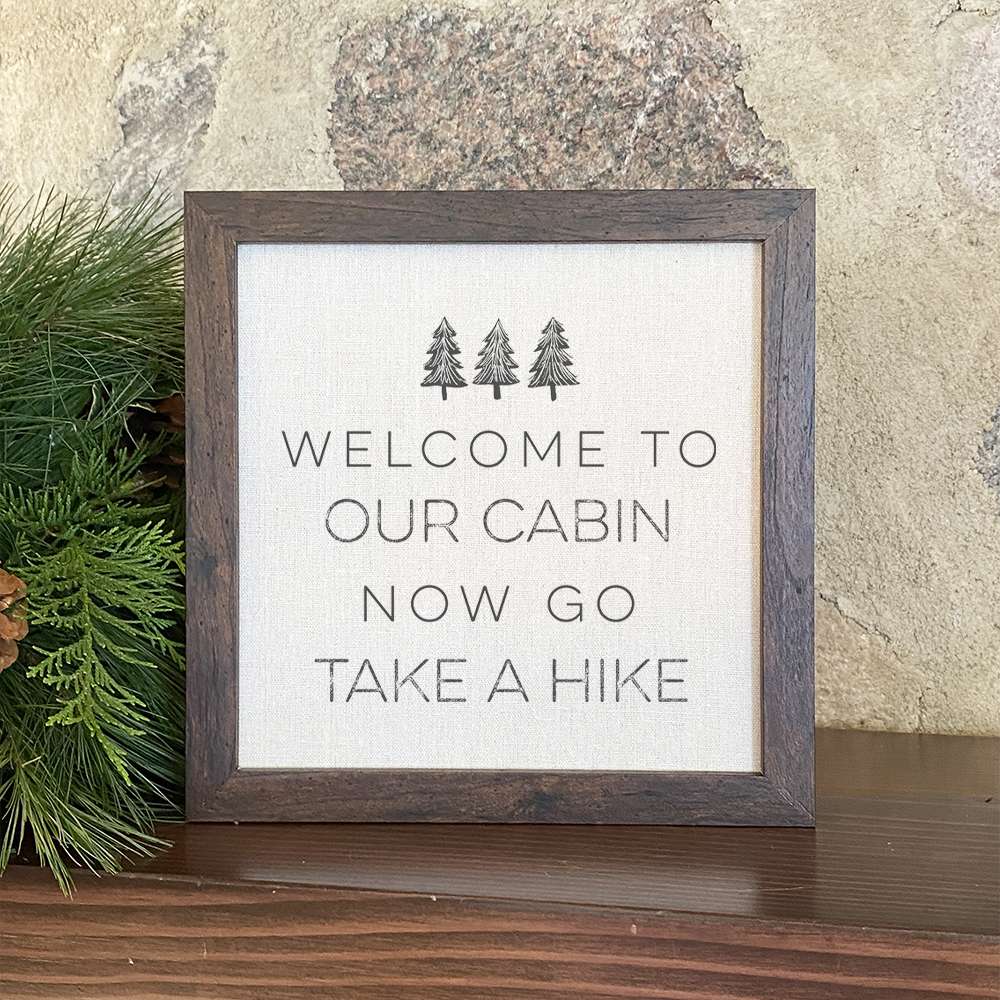 WELCOME TO
OUR CABIN
NOW GO
TAKE A HIKE